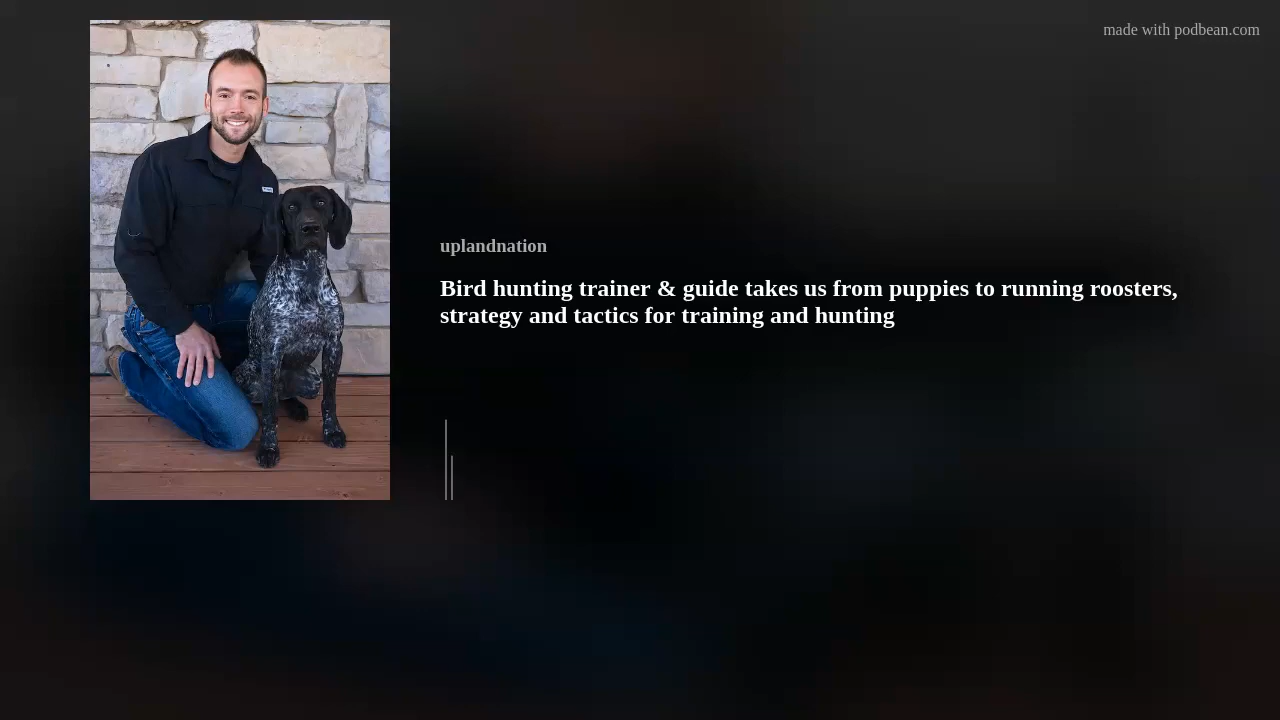 made with podbean.com
uplandnation
Bird hunting trainer & guide takes us from puppies to running roosters,
strategy and tactics for training and hunting